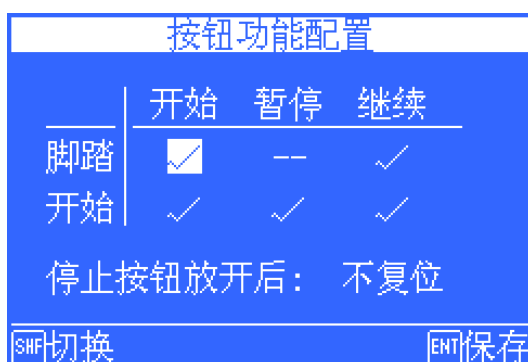 按钮功能配置
开始 暂停 继续
脚踏 ✓ -- ✓
开始 ✓ ✓ ✓
停止按钮放开后: 不复位
SHF切换 ENT保存